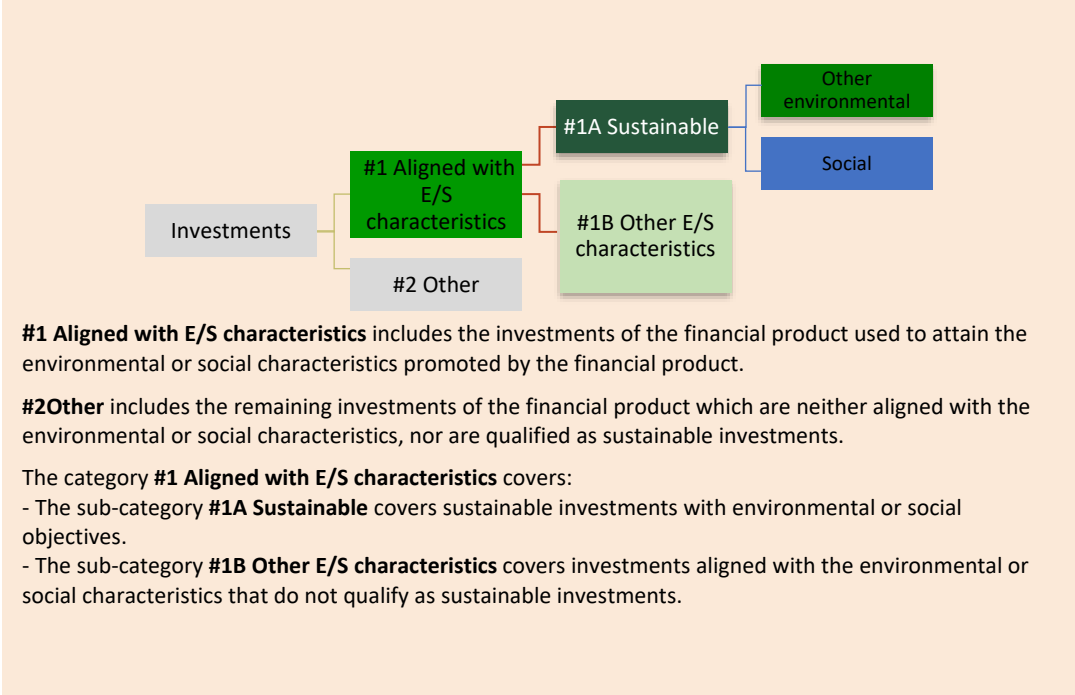 Other
environmental
#1A Sustainable
#1 Aligned with
E/S
characteristics
Social
Investments
#1B Other E/S
characteristics
#2 Other
#1 Aligned with E/S characteristics includes the investments of the financial product used to attain the
environmental or social characteristics promoted by the financial product.
#2Other includes the remaining investments of the financial product which are neither aligned with the
environmental or social characteristics, nor are qualified as sustainable investments.
The category #1 Aligned with E/S characteristics covers:
- The sub-category #1A Sustainable covers sustainable investments with environmental or social
objectives.
- The sub-category #1B Other E/S characteristics covers investments aligned with the environmental or
social characteristics that do not qualify as sustainable investments.